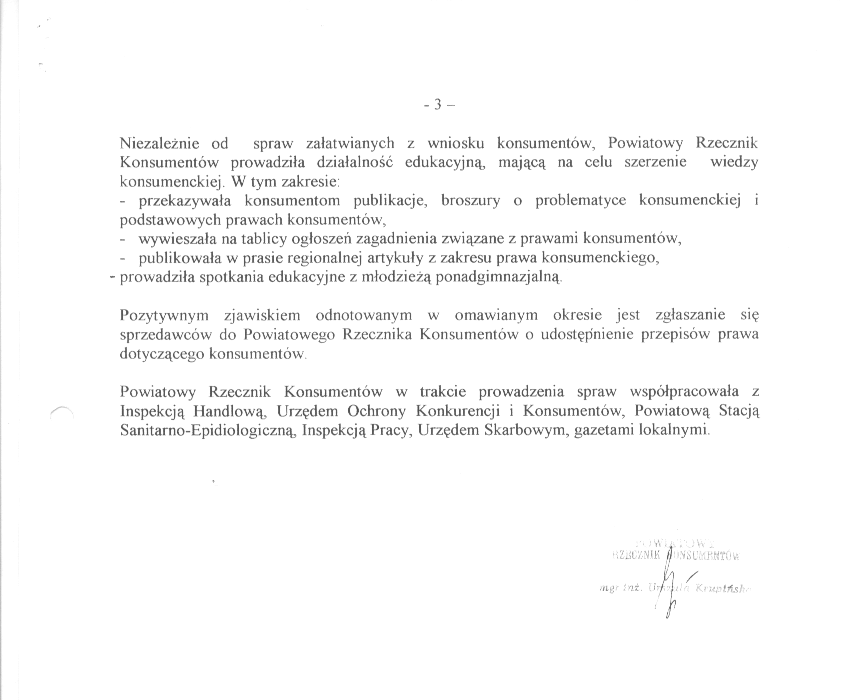 - 3 –
Niezależnie od spraw załatwianych z wniosku konsumentów, Powiatowy Rzecznik
Konsumentów prowadziła działalność edukacyjną, mającą na celu szerzenie wiedzy
konsumenckiej. W tym zakresie:
- przekazywała konsumentom publikacje, broszury o problematyce konsumenckiej i
podstawowych prawach konsumentów,
- wywieszała na tablicy ogłoszeń zagadnienia związane z prawami konsumentów,
- publikowała w prasie regionalnej artykuły z zakresu prawa konsumenckiego,
- prowadziła spotkania edukacyjne z młodzieżą ponadgimnazjalną.
Pozytywnym zjawiskiem odnotowanym w omawianym okresie jest zgłaszanie się
sprzedawców do Powiatowego Rzecznika Konsumentów o udostępnienie przepisów prawa
dotyczącego konsumentów.
Powiatowy Rzecznik Konsumentów w trakcie prowadzenia spraw współpracowała z
Inspekcją Handlową, Urzędem Ochrony Konkurencji i Konsumentów, Powiatową Stacją
Sanitarno-Epidiologiczną, Inspekcją Pracy, Urzędem Skarbowym, gazetami lokalnymi.
POWIATOWY
RZECZNIK KONSUMENTÓW
mgr inż. Urszula Krupińska